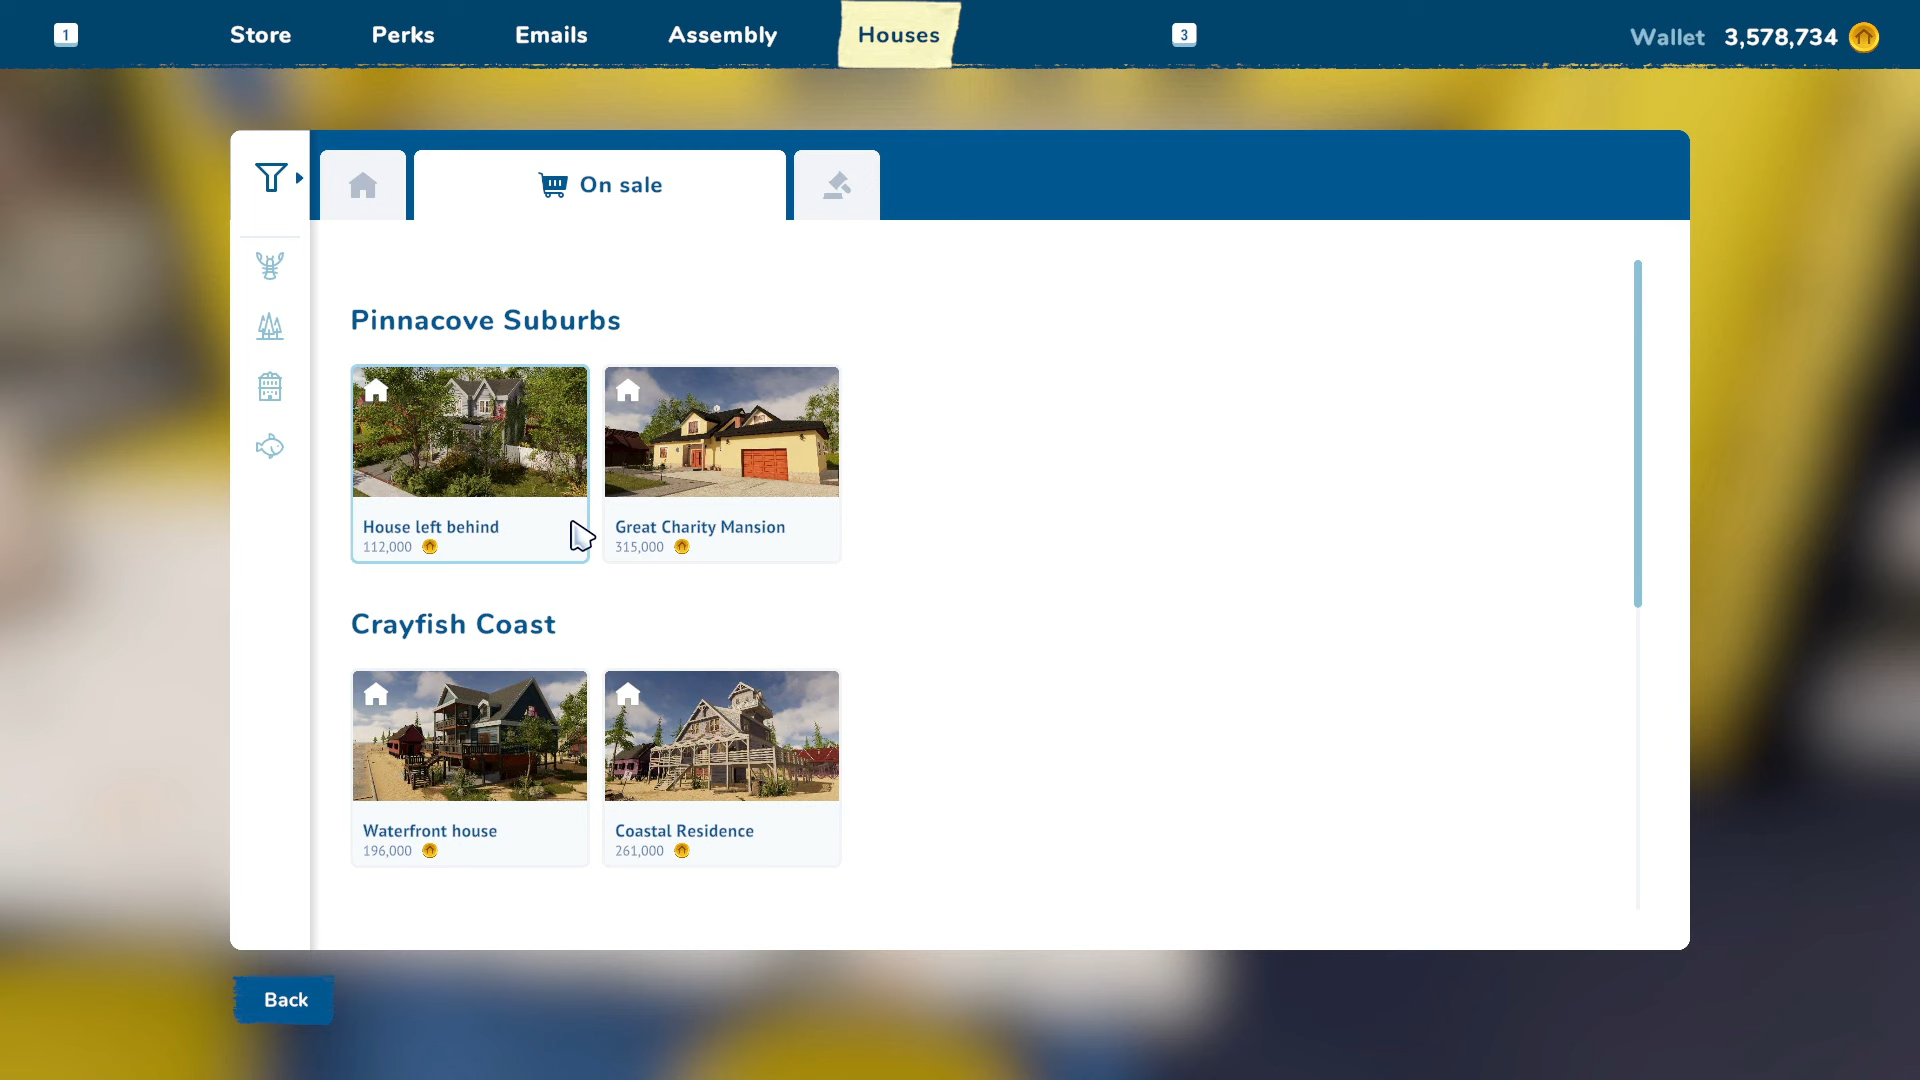 1
Store
Perks
Emails
Assembly
Houses
3
Wallet 3,578,734
On sale
Pinnacove Suburbs
House left behind
112,000
Great Charity Mansion
315,000
Crayfish Coast
Waterfront house
196,000
Coastal Residence
261,000
Back